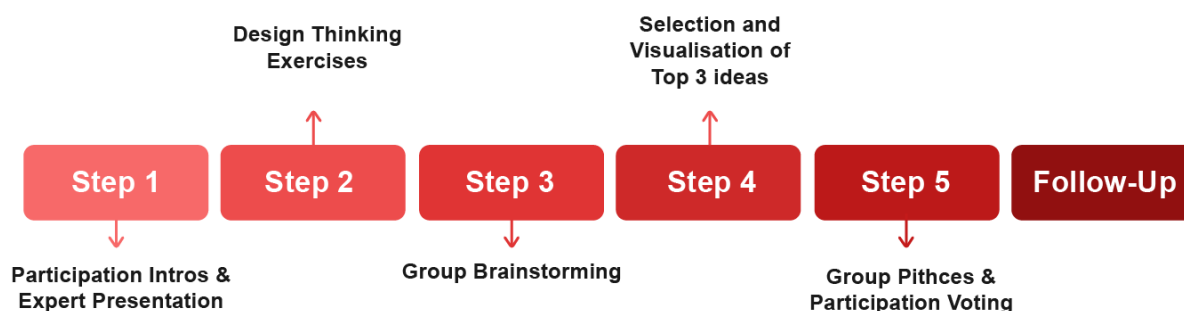 Design Thinking
Exercises
Selection and
Visualisation of
Top 3 ideas
Step 1
Step 2
Step 3
Step 4
Step 5
Follow-Up
Participation Intros &
Expert Presentation
Group Brainstorming
Group Pithces &
Participation Voting